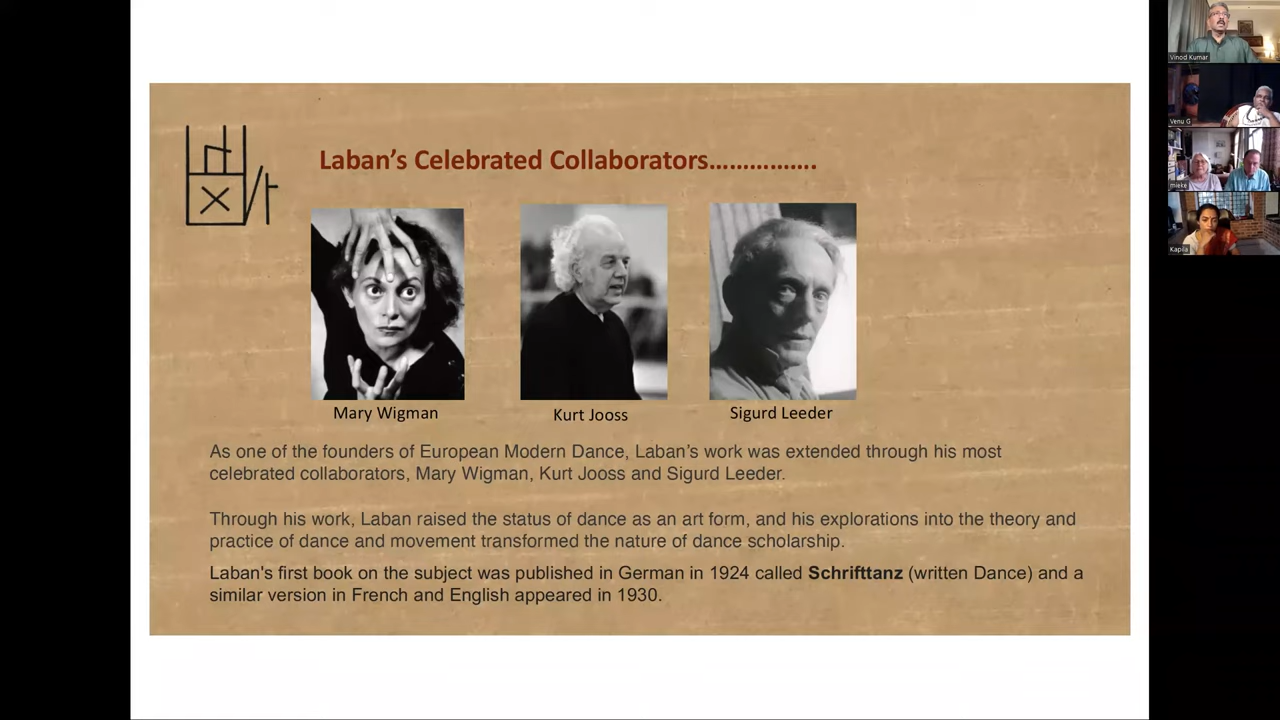 Laban's Celebrated Collaborators...............
Mary Wigman
Kurt Jooss
Sigurd Leeder
As one of the founders of European Modern Dance, Laban's work was extended through his most
celebrated collaborators, Mary Wigman, Kurt Jooss and Sigurd Leeder.
Through his work, Laban raised the status of dance as an art form, and his explorations into the theory and
practice of dance and movement transformed the nature of dance scholarship.
Laban's first book on the subject was published in German in 1924 called Schrifttanz (written Dance) and a
similar version in French and English appeared in 1930.
Vinod Kumar
Venu G
mieke
Kapila